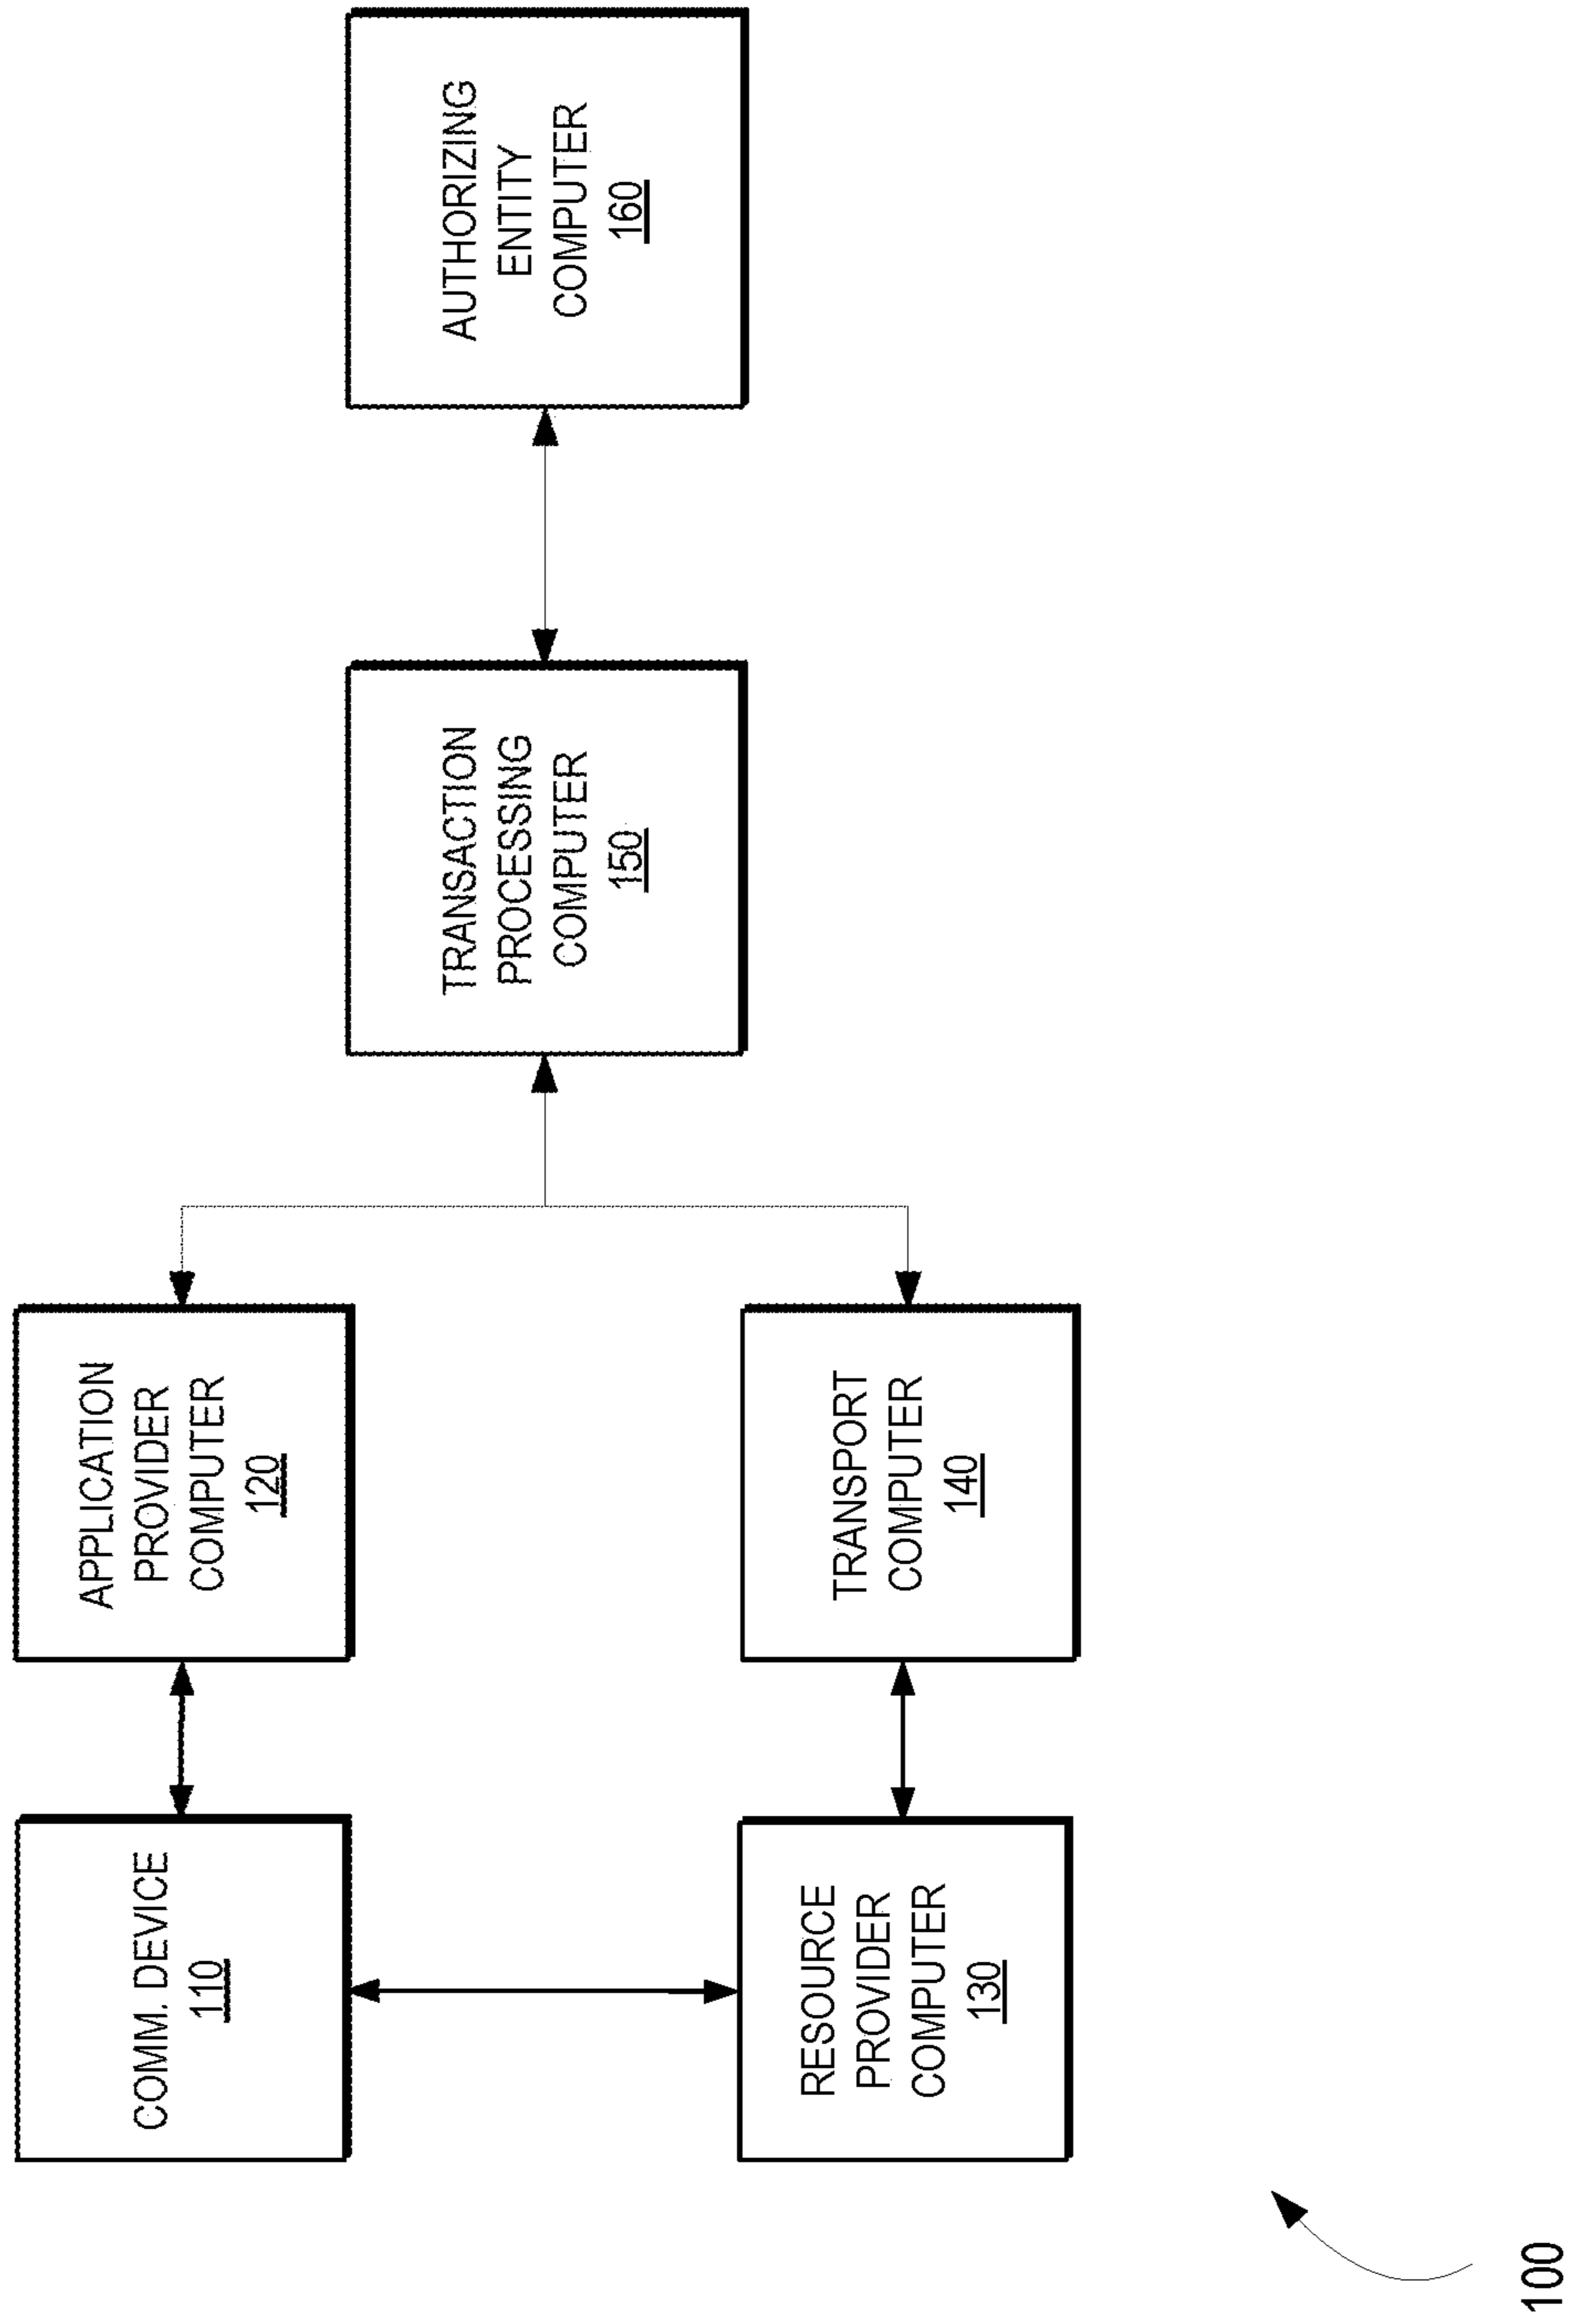 COMM. DEVICE
110
APPLICATION
PROVIDER
COMPUTER
120
RESOURCE
PROVIDER
COMPUTER
130
TRANSPORT
COMPUTER
140
TRANSACTION
PROCESSING
COMPUTER
150
AUTHORIZING
ENTITY
COMPUTER
160
100